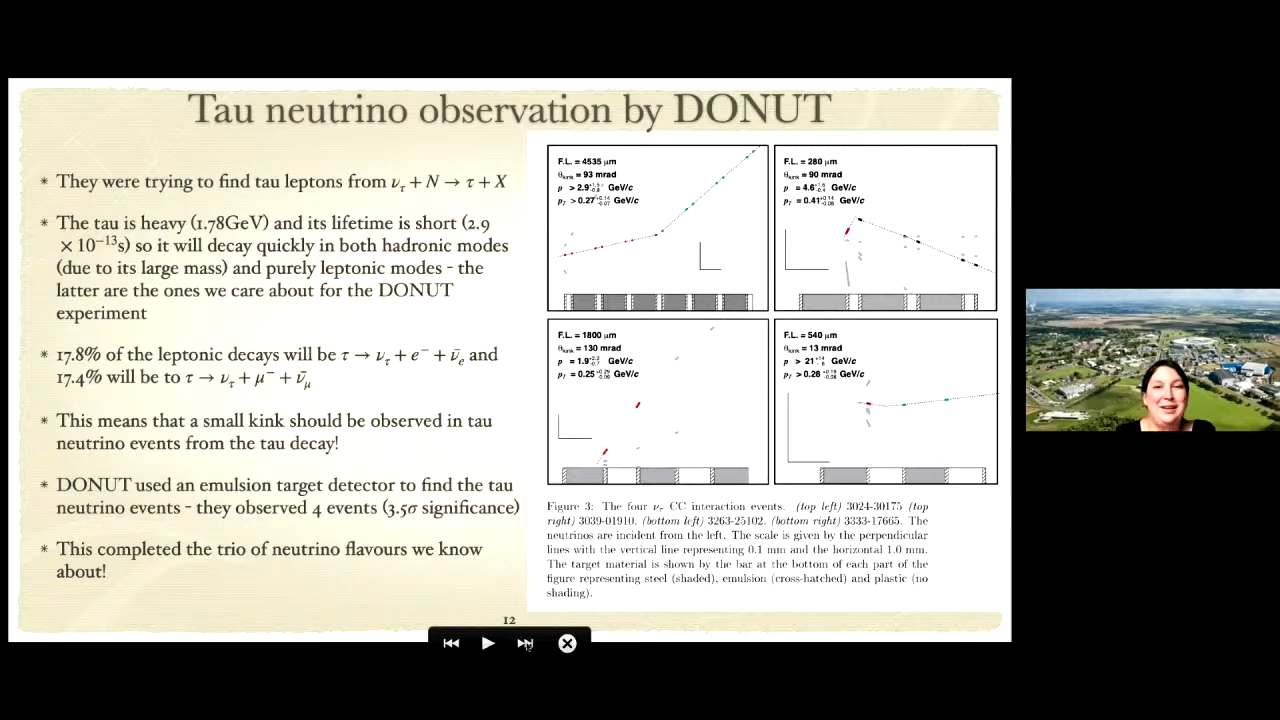 Tau neutrino observation by DONUT
* They were trying to find tau leptons from ν_τ + N → τ + X
* The tau is heavy (1.78GeV) and its lifetime is short (2.9
× 10⁻¹³s) so it will decay quickly in both hadronic modes
(due to its large mass) and purely leptonic modes - the
latter are the ones we care about for the DONUT
experiment
* 17.8% of the leptonic decays will be τ → ν_τ + e⁻ + ν̄_e and
17.4% will be to τ → ν_τ + μ⁻ + ν̄_μ
* This means that a small kink should be observed in tau
neutrino events from the tau decay!
* DONUT used an emulsion target detector to find the tau
neutrino events - they observed 4 events (3.5σ significance)
* This completed the trio of neutrino flavours we know
about!
F.L. = 4535 μm
θkink = 93 mrad
p > 2.9 GeV/c
pT > 0.27 GeV/c
F.L. = 280 μm
θkink = 90 mrad
p = 4.6 GeV/c
pT = 0.41 GeV/c
F.L. = 1800 μm
θkink = 130 mrad
p = 1.9 GeV/c
pT = 0.25 GeV/c
F.L. = 540 μm
θkink = 13 mrad
p > 21 GeV/c
pT > 0.28 GeV/c
Figure 3: The four ν_τ CC interaction events. (top left) 3024-30175 (top
right) 3039-01910. (bottom left) 3263-25102. (bottom right) 3333-17665. The
neutrinos are incident from the left. The scale is given by the perpendicular
lines with the vertical line representing 0.1 mm and the horizontal 1.0 mm.
The target material is shown by the bar at the bottom of each part of the
figure representing steel (shaded), emulsion (cross-hatched) and plastic (no
shading).
12